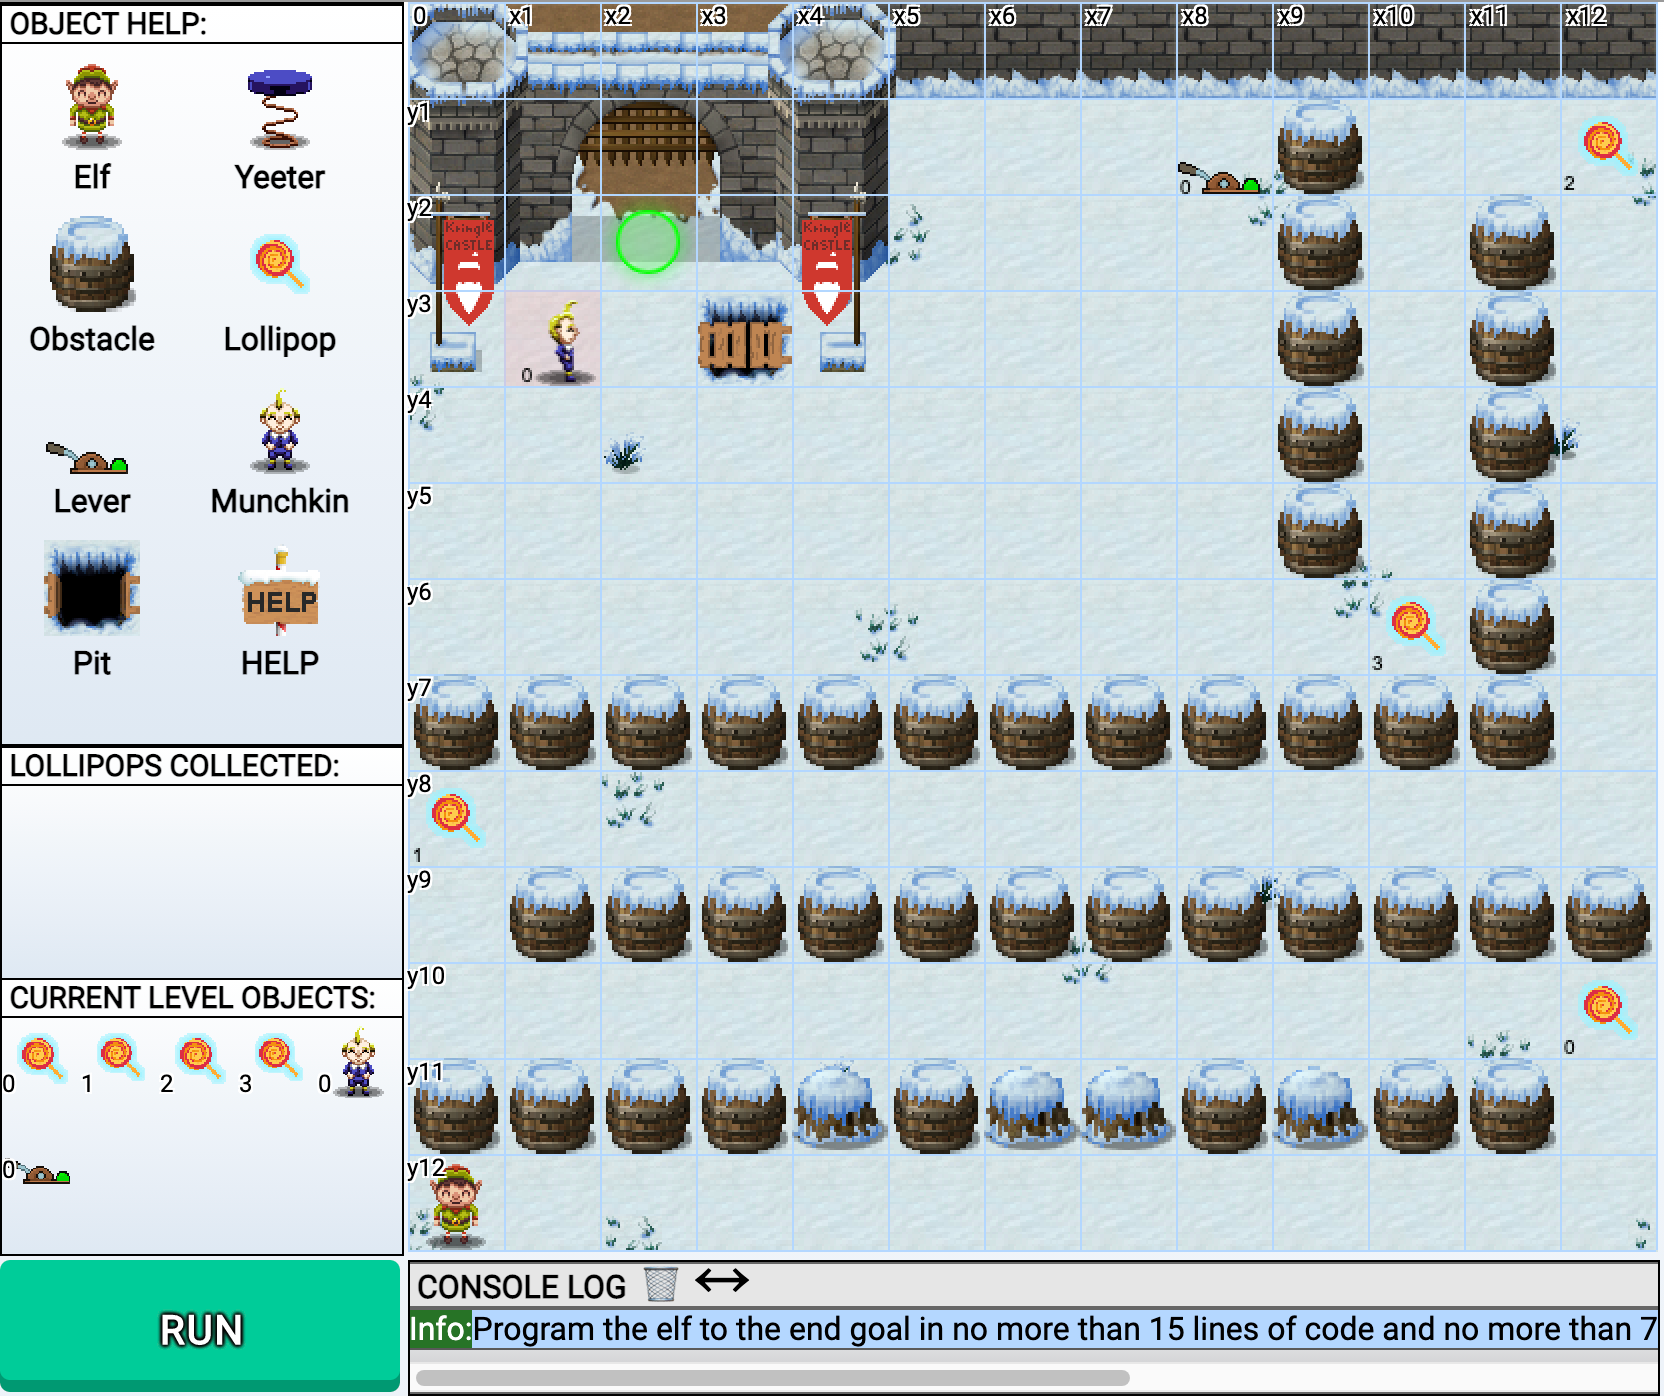 OBJECT HELP:
Elf
Yeeter
Obstacle
Lollipop
Lever
Munchkin
HELP
Pit
HELP
LOLLIPOPS COLLECTED:
CURRENT LEVEL OBJECTS:
0 1 2 3 0
0
RUN
0 x1 x2 x3 x4 x5 x6 x7 x8 x9 x10 x11 x12
y1
0
2
y2
Kringle CASTLE
Kringle CASTLE
y3
0
y4
y5
y6
3
y7
y8
1
y9
y10
0
y11
y12
CONSOLE LOG
Info: Program the elf to the end goal in no more than 15 lines of code and no more than 7